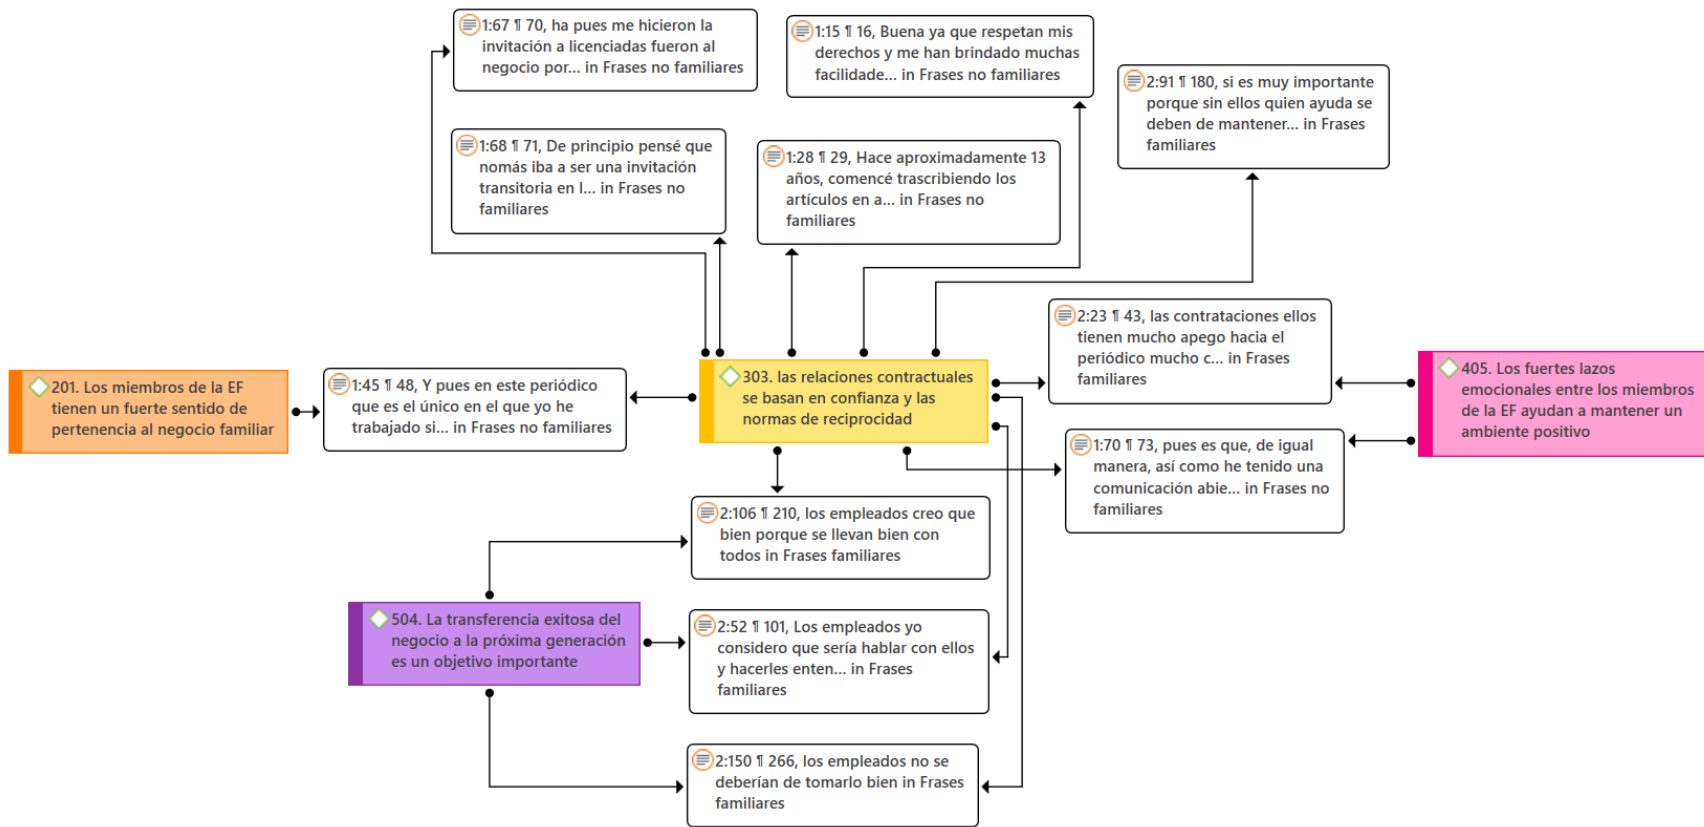 1:67 ¶ 70, ha pues me hicieron la
invitación a licenciadas fueron al
negocio por... in Frases no familiares
1:15 ¶ 16, Buena ya que respetan mis
derechos y me han brindado muchas
facilidade... in Frases no familiares
2:91 ¶ 180, si es muy importante
porque sin ellos quien ayuda se
deben de mantener... in Frases
familiares
1:68 ¶ 71, De principio pensé que
nomás iba a ser una invitación
transitoria en l... in Frases no
familiares
1:28 ¶ 29, Hace aproximadamente 13
años, comencé trascribiendo los
artículos en a... in Frases no
familiares
2:23 ¶ 43, las contrataciones ellos
tienen mucho apego hacia el
periódico mucho c... in Frases
familiares
201. Los miembros de la EF
tienen un fuerte sentido de
pertenencia al negocio familiar
1:45 ¶ 48, Y pues en este periódico
que es el único en el que yo he
trabajado si... in Frases no familiares
303. las relaciones contractuales
se basan en confianza y las
normas de reciprocidad
405. Los fuertes lazos
emocionales entre los miembros
de la EF ayudan a mantener un
ambiente positivo
1:70 ¶ 73, pues es que, de igual
manera, así como he tenido una
comunicación abie... in Frases no
familiares
2:106 ¶ 210, los empleados creo que
bien porque se llevan bien con
todos in Frases familiares
504. La transferencia exitosa del
negocio a la próxima generación
es un objetivo importante
2:52 ¶ 101, Los empleados yo
considero que sería hablar con ellos
y hacerles enten... in Frases
familiares
2:150 ¶ 266, los empleados no se
deberían de tomarlo bien in Frases
familiares